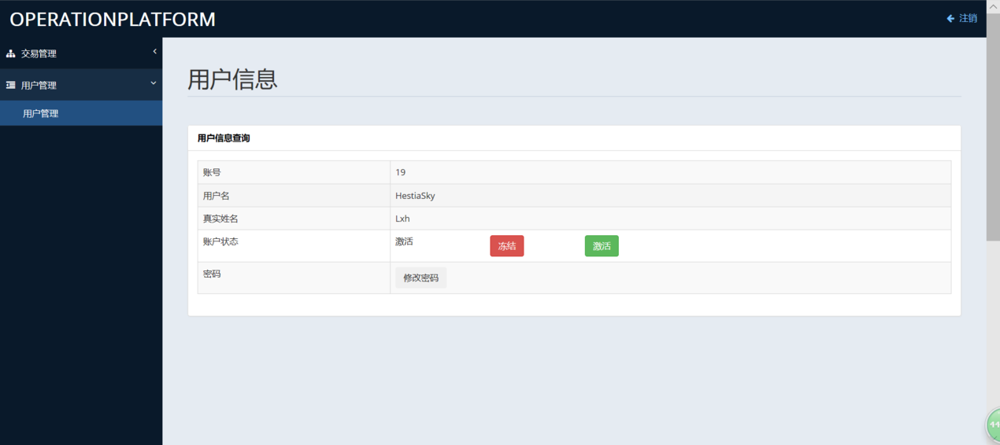 OPERATIONPLATFORM
注销
交易管理
用户管理
用户管理
用户信息
用户信息查询
账号 19
用户名 HestiaSky
真实姓名 Lxh
账户状态 激活 冻结 激活
密码 修改密码
44